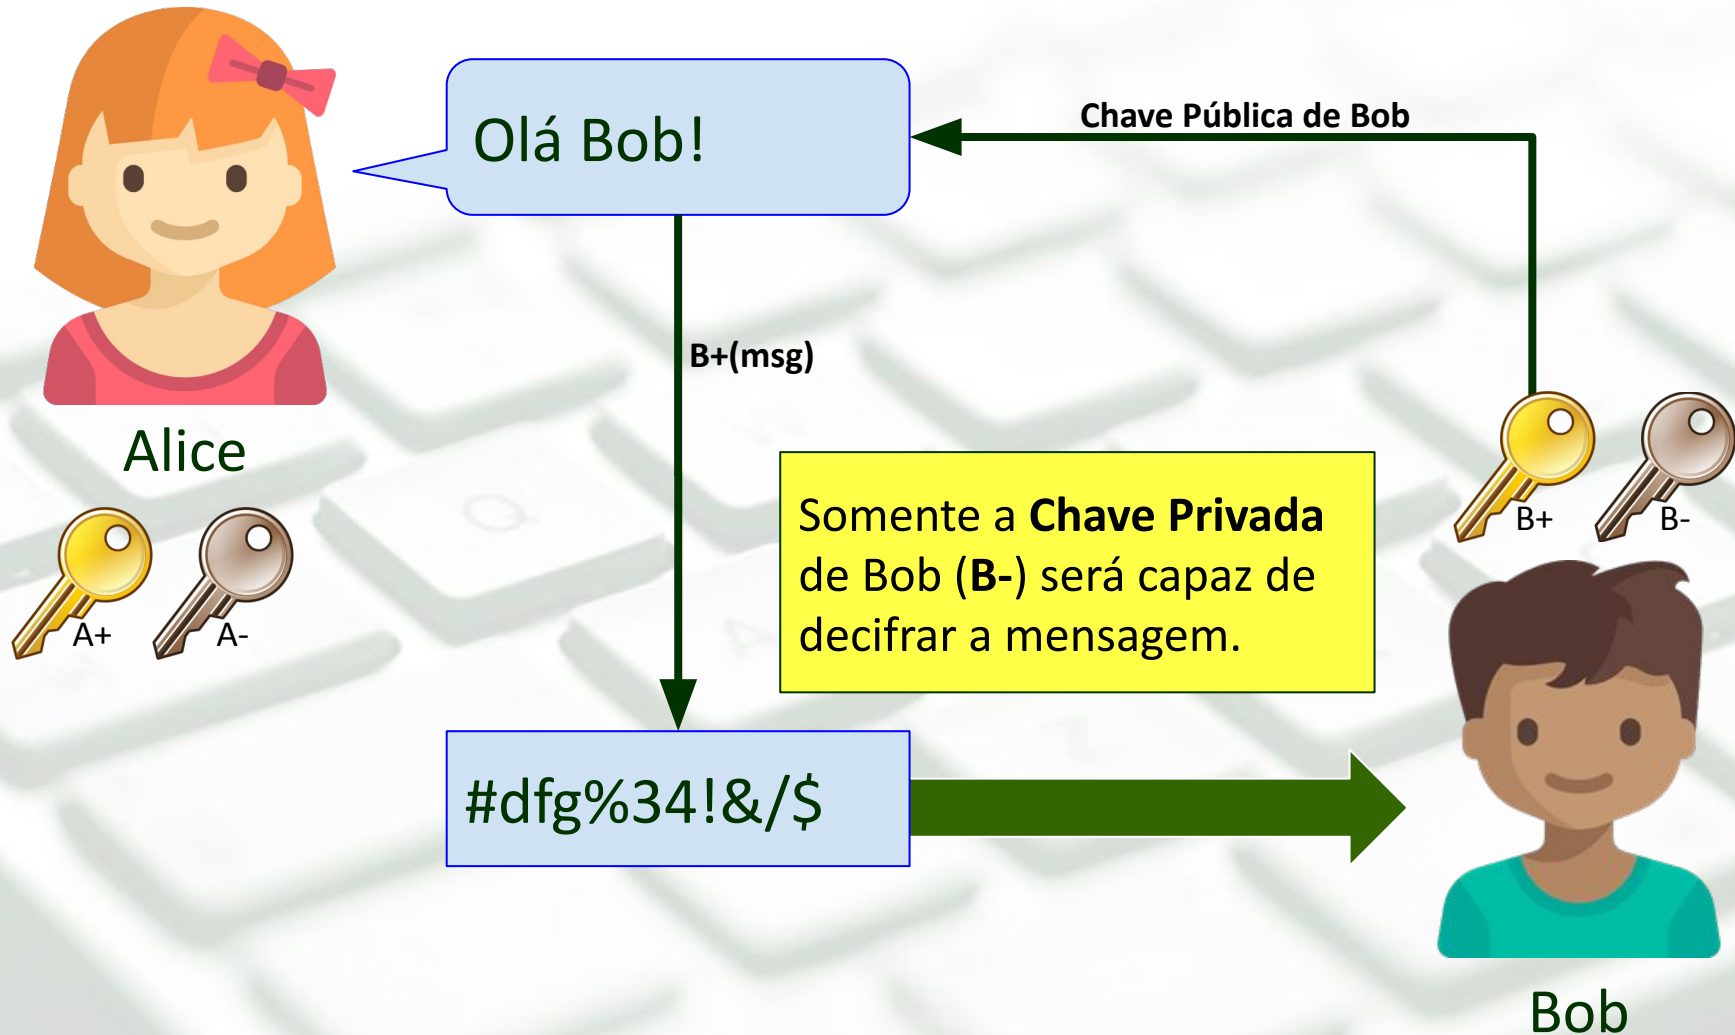 Olá Bob!
Chave Pública de Bob
B+(msg)
Alice
A+
A-
Somente a Chave Privada
de Bob (B-) será capaz de
decifrar a mensagem.
B+
B-
#dfg%34!&/$
Bob